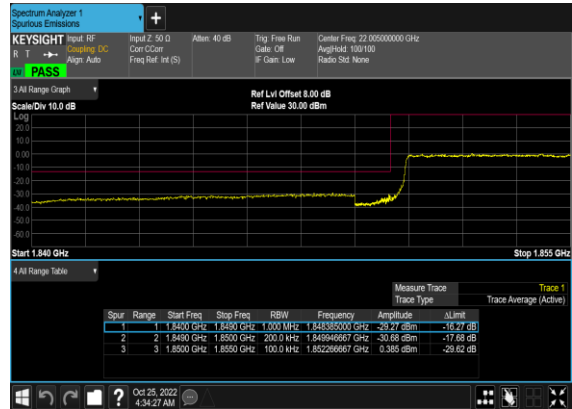 Spectrum Analyzer 1
Spurious Emissions
KEYSIGHT Input: RF Input Z: 50 Ω Atten: 40 dB Trig: Free Run Center Freq: 22.005000000 GHz
R T Coupling: DC Corr CCorr Gate: Off Avg|Hold: 100/100
Align: Auto Freq Ref: Int (S) IF Gain: Low Radio Std: None
LW PASS
3 All Range Graph
Ref Lvl Offset 8.00 dB
Scale/Div 10.0 dB Ref Value 30.00 dBm
Log
20.0
10.0
0.00
-10.0
-20.0
-30.0
-40.0
-50.0
-60.0
Start 1.840 GHz Stop 1.855 GHz
4 All Range Table
Measure Trace Trace 1
Trace Type Trace Average (Active)
Spur Range Start Freq Stop Freq RBW Frequency Amplitude ΔLimit
1 1 1.8400 GHz 1.8490 GHz 1.000 MHz 1.848385000 GHz -29.27 dBm -16.27 dB
2 2 1.8490 GHz 1.8500 GHz 200.0 kHz 1.849946667 GHz -30.68 dBm -17.68 dB
3 3 1.8500 GHz 1.8550 GHz 100.0 kHz 1.852266667 GHz 0.385 dBm -29.62 dB
? Oct 25, 2022
4:34:27 AM